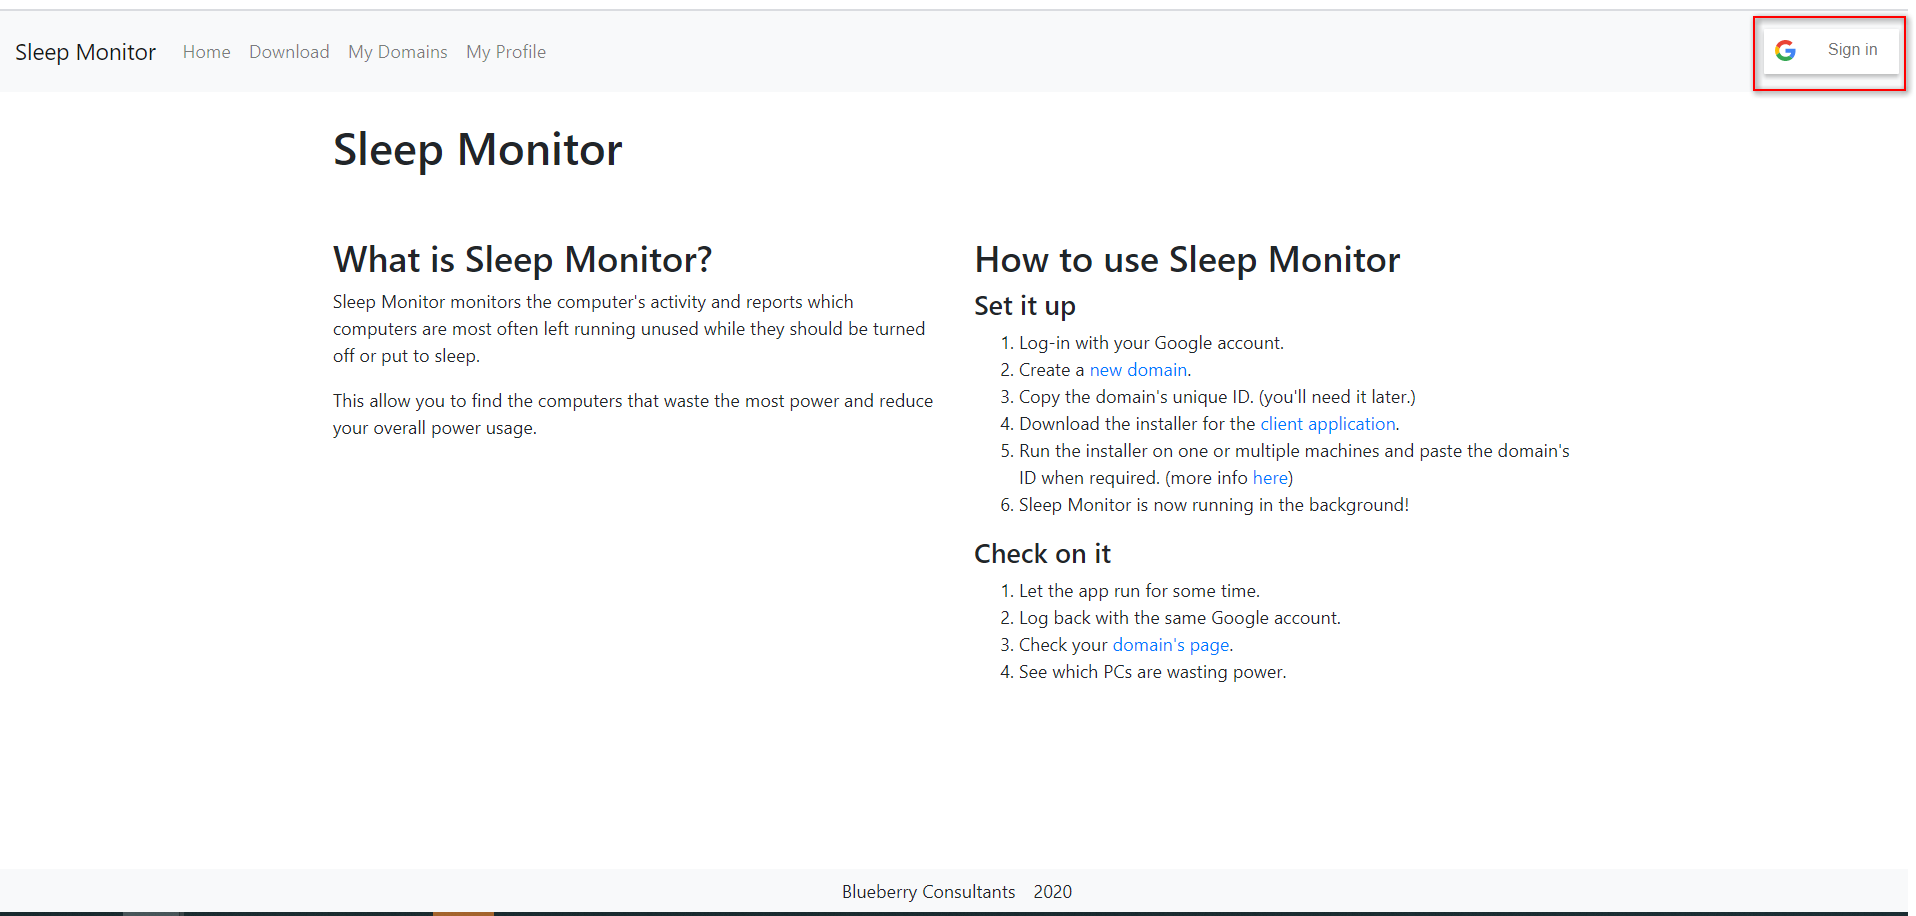 Sleep Monitor Home Download My Domains My Profile Sign in
Sleep Monitor
What is Sleep Monitor?
Sleep Monitor monitors the computer's activity and reports which
computers are most often left running unused while they should be turned
off or put to sleep.
This allow you to find the computers that waste the most power and reduce
your overall power usage.
How to use Sleep Monitor
Set it up
1. Log-in with your Google account.
2. Create a new domain.
3. Copy the domain's unique ID. (you'll need it later.)
4. Download the installer for the client application.
5. Run the installer on one or multiple machines and paste the domain's
ID when required. (more info here)
6. Sleep Monitor is now running in the background!
Check on it
1. Let the app run for some time.
2. Log back with the same Google account.
3. Check your domain's page.
4. See which PCs are wasting power.
Blueberry Consultants 2020